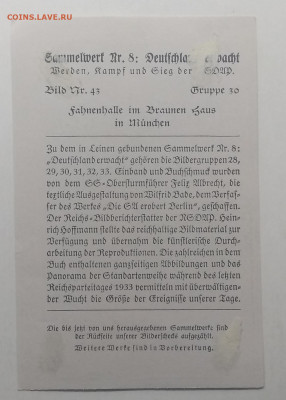 COINS.LAV.RU
Sammelwerk Nr. 8: Deutschland erwacht
Werden, Kampf und Sieg der NSDAP.
Bild Nr. 43 Gruppe 30
Fahnenhalle im Braunen Haus
in München
Zu dem in Leinen gebundenen Sammelwerk Nr. 8:
„Deutschland erwacht" gehören die Bildergruppen 28,
29, 30, 31, 32, 33. Einband und Buchschmuck wurden
von dem SS-Obersturmführer Felix Albrecht, die
textliche Ausgestaltung von Wilfrid Bade, dem Verfas-
ser des Werkes „Die SA erobert Berlin", geschaffen.
Der Reichs-Bildberichterstatter der NSDAP. Hein-
rich Hoffmann stellte das reichhaltige Bildmaterial zur
Verfügung und übernahm die künstlerische Durch-
arbeitung der Reproduktionen. Die zahlreichen in dem
Buch enthaltenen ganzseitigen Abbildungen und das
Panorama der Standartenweihe während des letzten
Reichsparteitages 1933 vermitteln mit überwältigen-
der Wucht die Größe der Ereignisse unserer Tage.
Die bis jetzt von uns herausgegebenen Sammelwerke sind
auf der Rückseite unserer Bilderschecks aufgezählt.
Weitere Werke sind in Vorbereitung.